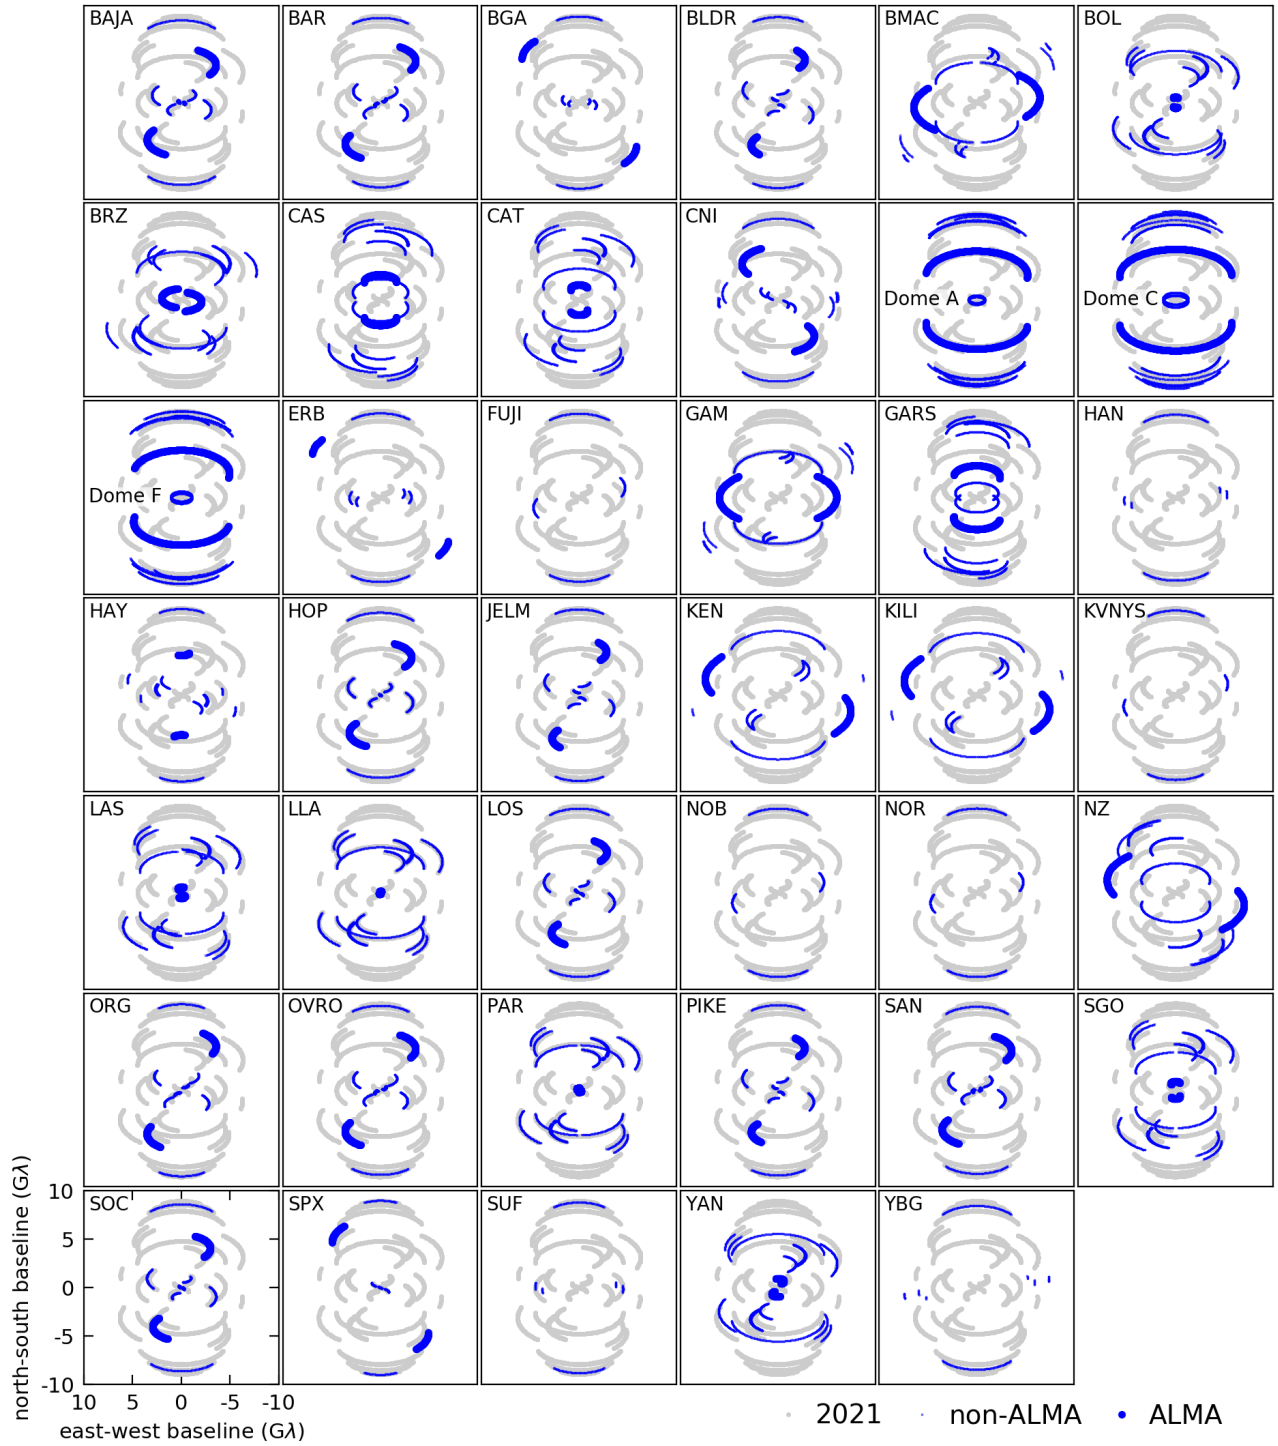 BAJA BAR BGA BLDR BMAC BOL
BRZ CAS CAT CNI
Dome A Dome C
ERB FUJI GAM GARS HAN
Dome F
HAY HOP JELM KEN KILI KVNYS
LAS LLA LOS NOB NOR NZ
ORG OVRO PAR PIKE SAN SGO
SOC SPX SUF YAN YBG
north-south baseline (Gλ)
10
5
0
-5
-10
10 5 0 -5 -10
east-west baseline (Gλ)
2021 non-ALMA ALMA